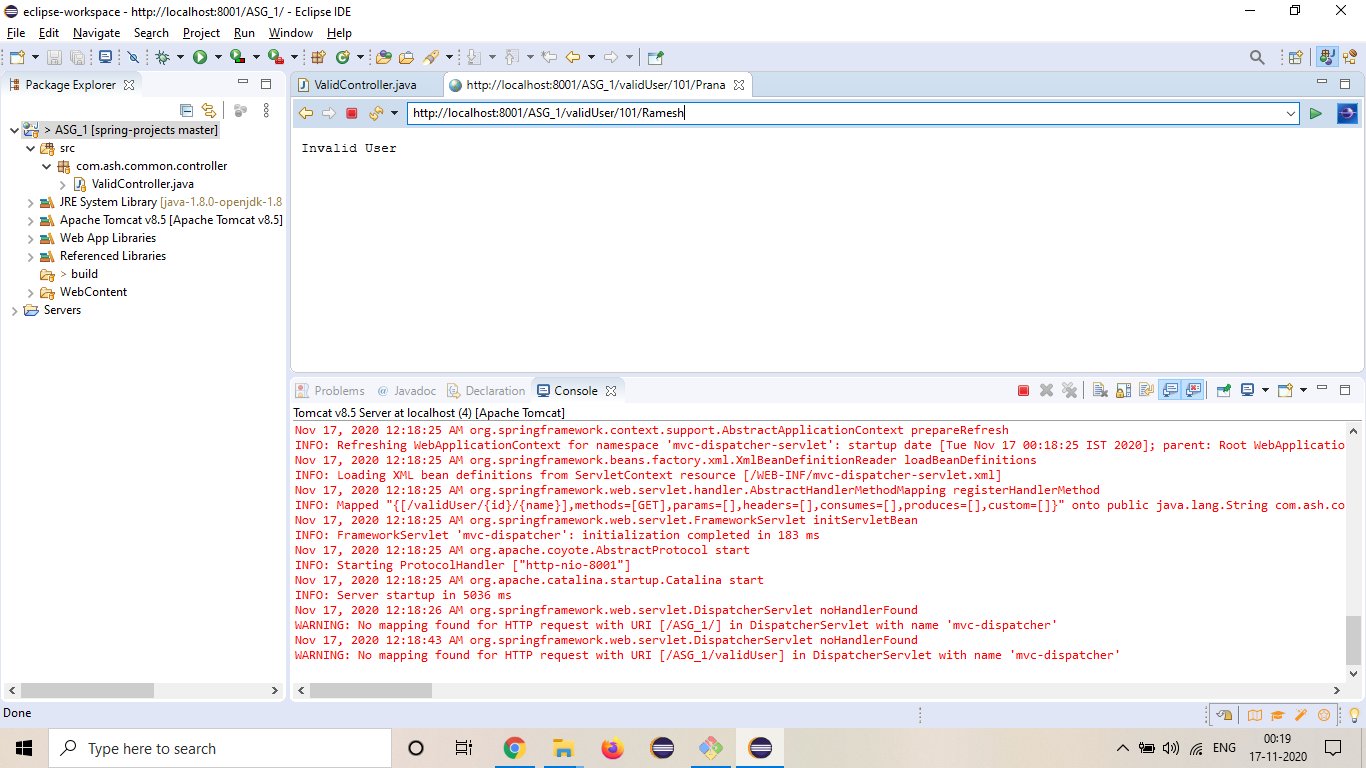 eclipse-workspace - http://localhost:8001/ASG_1/ - Eclipse IDE
File Edit Navigate Search Project Run Window Help
Package Explorer
ValidController.java
http://localhost:8001/ASG_1/validUser/101/Prana
http://localhost:8001/ASG_1/validUser/101/Ramesh
> ASG_1 [spring-projects master]
src
com.ash.common.controller
ValidController.java
JRE System Library [java-1.8.0-openjdk-1.8
Apache Tomcat v8.5 [Apache Tomcat v8.5]
Web App Libraries
Referenced Libraries
> build
WebContent
Servers
Invalid User
Problems @ Javadoc Declaration Console
Tomcat v8.5 Server at localhost (4) [Apache Tomcat]
Nov 17, 2020 12:18:25 AM org.springframework.context.support.AbstractApplicationContext prepareRefresh
INFO: Refreshing WebApplicationContext for namespace 'mvc-dispatcher-servlet': startup date [Tue Nov 17 00:18:25 IST 2020]; parent: Root WebApplicatio
Nov 17, 2020 12:18:25 AM org.springframework.beans.factory.xml.XmlBeanDefinitionReader loadBeanDefinitions
INFO: Loading XML bean definitions from ServletContext resource [/WEB-INF/mvc-dispatcher-servlet.xml]
Nov 17, 2020 12:18:25 AM org.springframework.web.servlet.handler.AbstractHandlerMethodMapping registerHandlerMethod
INFO: Mapped "{[/validUser/{id}/{name}],methods=[GET],params=[],headers=[],consumes=[],produces=[],custom=[]}" onto public java.lang.String com.ash.co
Nov 17, 2020 12:18:25 AM org.springframework.web.servlet.FrameworkServlet initServletBean
INFO: FrameworkServlet 'mvc-dispatcher': initialization completed in 183 ms
Nov 17, 2020 12:18:25 AM org.apache.coyote.AbstractProtocol start
INFO: Starting ProtocolHandler ["http-nio-8001"]
Nov 17, 2020 12:18:25 AM org.apache.catalina.startup.Catalina start
INFO: Server startup in 5036 ms
Nov 17, 2020 12:18:26 AM org.springframework.web.servlet.DispatcherServlet noHandlerFound
WARNING: No mapping found for HTTP request with URI [/ASG_1/] in DispatcherServlet with name 'mvc-dispatcher'
Nov 17, 2020 12:18:43 AM org.springframework.web.servlet.DispatcherServlet noHandlerFound
WARNING: No mapping found for HTTP request with URI [/ASG_1/validUser] in DispatcherServlet with name 'mvc-dispatcher'
Done
Type here to search
ENG
00:19
17-11-2020